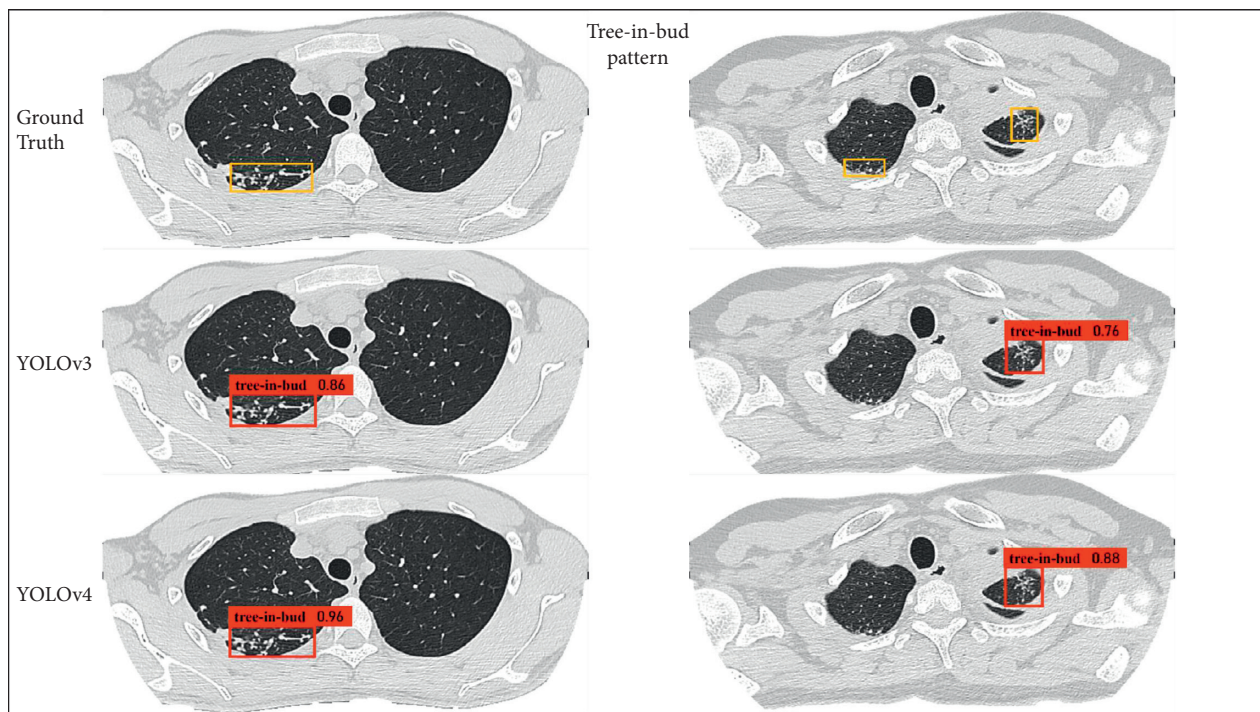 Tree-in-bud
pattern
Ground
Truth
YOLOv3
tree-in-bud 0.86
tree-in-bud 0.76
YOLOv4
tree-in-bud 0.96
tree-in-bud 0.88